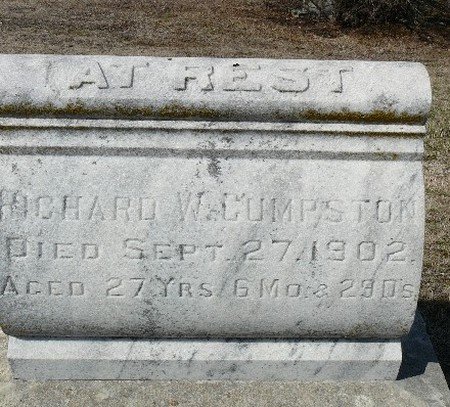 AT REST
RICHARD W. CUMPSTON
DIED SEPT. 27, 1902.
AGED 27 YRS 6 MO. & 29 DS